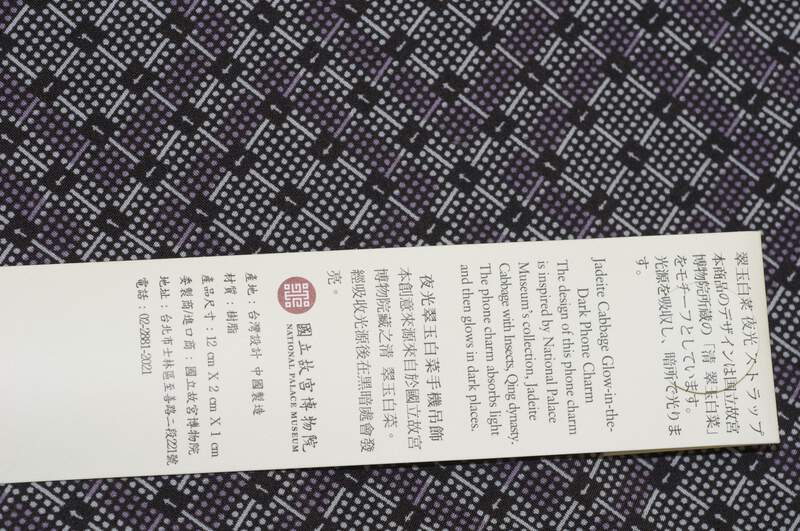 翠玉白菜 夜光 ストラップ
本商品のデザインは國立故宮
博物院所蔵の「清 翠玉白菜」
をモチーフとしています。
光源を吸収し、暗所で光りま
す。
Jadeite Cabbage Glow-in-the-
Dark Phone Charm
The design of this phone charm
is inspired by National Palace
Museum's collection, Jadeite
Cabbage with Insects, Qing dynasty.
The phone charm absorbs light
and then glows in dark places.
夜光翠玉白菜手機吊飾
本創意來源來自於國立故宮
博物院藏之清 翠玉白菜。
經吸收光源後在黑暗處會發
亮。
國立故宮博物院
NATIONAL PALACE MUSEUM
產地：台灣設計 中國製造
材質：樹脂
產品尺寸：12 cm X 2 cm X 1 cm
委製商/進口商：國立故宮博物院
地址：台北市士林區至善路二段221號
電話：02-2881-2021